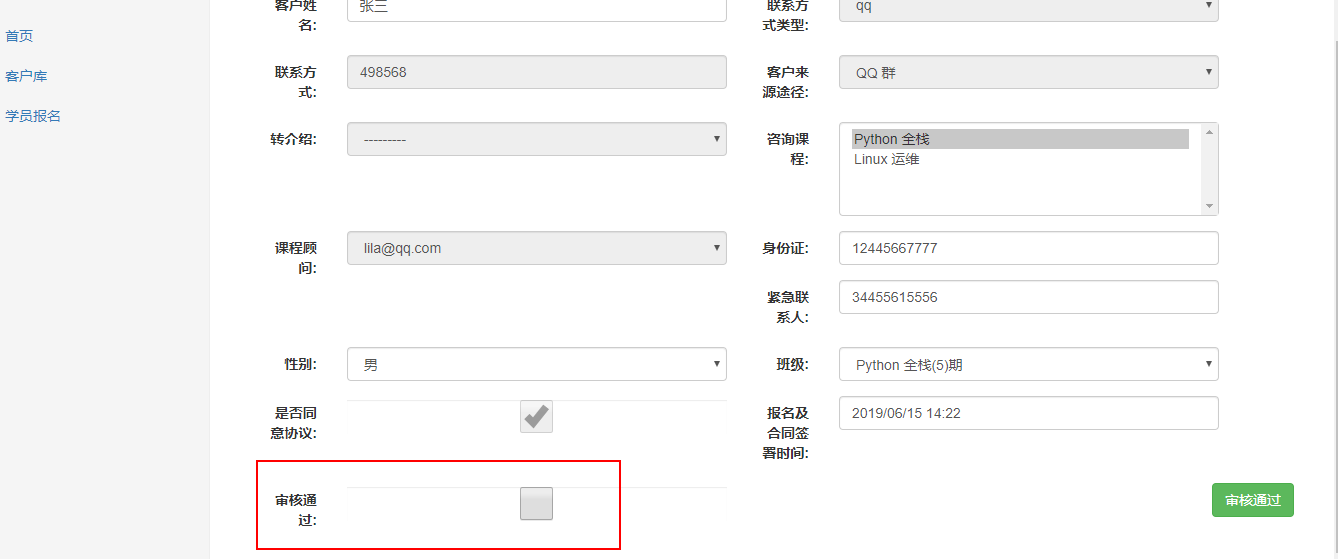 首页
客户库
学员报名
客户姓
名:
张三
联系方
式类型:
qq
联系方
式:
498568
客户来
源途径:
QQ 群
转介绍:
---------
咨询课
程:
Python 全栈
Linux 运维
课程顾
问:
lila@qq.com
身份证:
12445667777
紧急联
系人:
34455615556
性别:
男
班级:
Python 全栈(5)期
是否同
意协议:
报名及
合同签
署时间:
2019/06/15 14:22
审核通
过:
审核通过